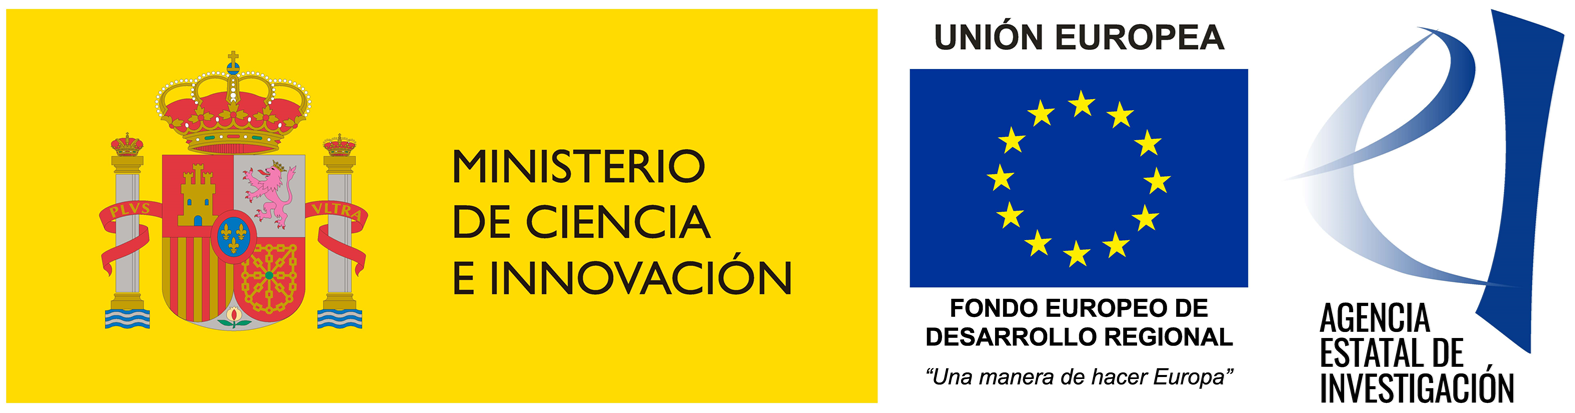 PLVS VLTRA
MINISTERIO
DE CIENCIA
E INNOVACIÓN
UNIÓN EUROPEA
FONDO EUROPEO DE
DESARROLLO REGIONAL
“Una manera de hacer Europa”
AGENCIA
ESTATAL DE
INVESTIGACIÓN